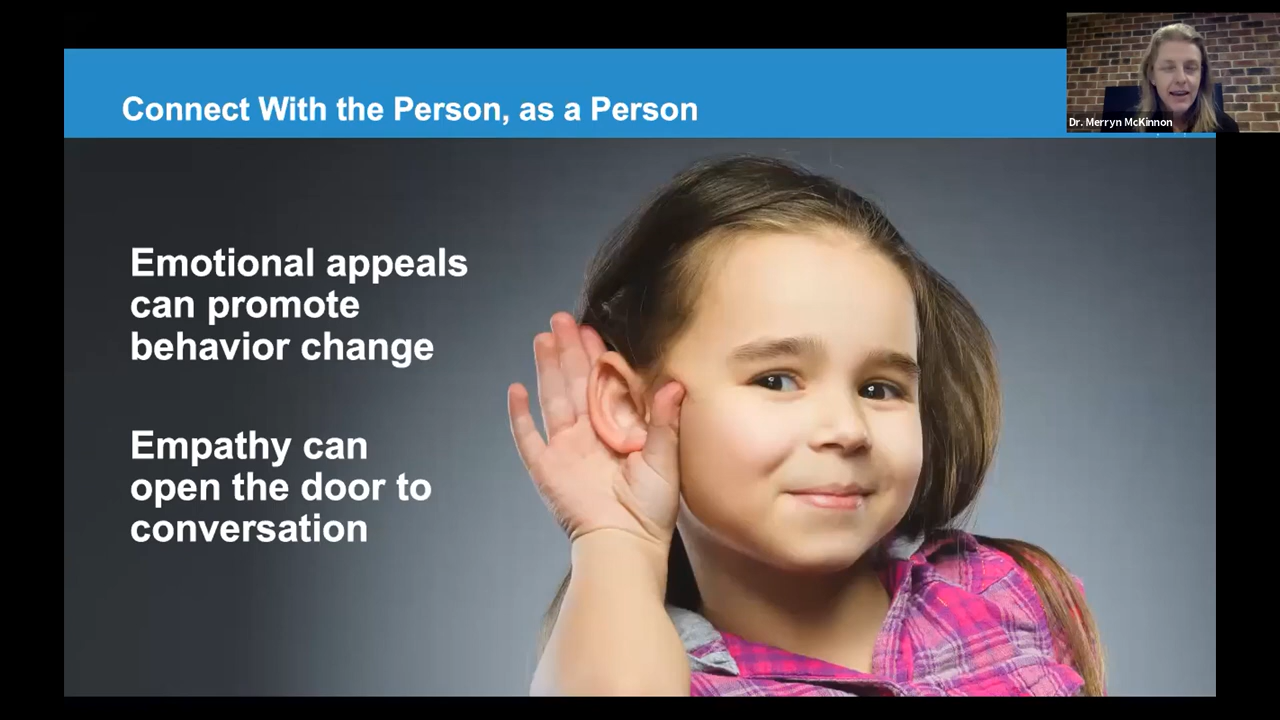 Connect With the Person, as a Person
Dr. Merryn McKinnon
Emotional appeals
can promote
behavior change
Empathy can
open the door to
conversation